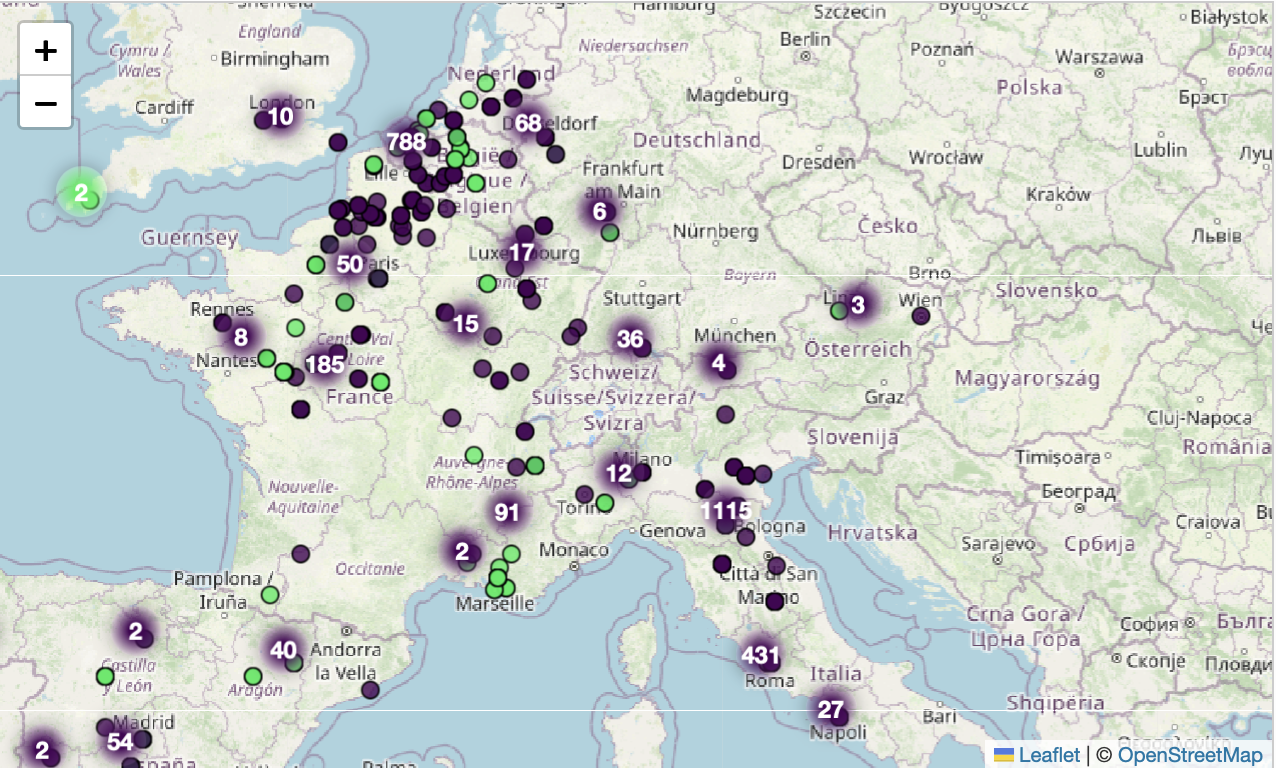 Hamburg
Szczecin
Bydgoszcz
Białystok
England
Cymru /
Wales
Birmingham
Niedersachsen
Berlin
Poznań
Warszawa
+
−
Nederland
Magdeburg
Polska
Брэст
Cardiff
London
10
68
788
Deutschland
Lublin
Lille
Frankfurt
am Main
Dresden
Wrocław
2
Belgien
6
Kraków
Guernsey
Nürnberg
Česko
Львів
Luxembourg
17
50
Paris
Bayern
Brno
Grand Est
Stuttgart
Slovensko
Rennes
Wien
3
15
8
36
München
Nantes
185
Centre-Val
Loire
4
Österreich
France
Schweiz/
Suisse/Svizzera/
Svizra
Magyarország
Graz
Cluj-Napoca
Slovenija
România
Auvergne-
Rhône-Alpes
12
Milano
Timișoara
Nouvelle-
Aquitaine
Београд
91
Torino
1115
Bologna
Genova
Hrvatska
Craiova
Sarajevo
Србија
2
Monaco
Occitanie
Pamplona /
Iruña
Marseille
Città di San
Marino
Crna Gora /
Црна Гора
София
2
40
Andorra
la Vella
431
Roma
Italia
Скопје
Castilla
y León
Aragón
Shqipëria
27
Napoli
Bari
Madrid
54
2
España
Palma
Leaflet | © OpenStreetMap